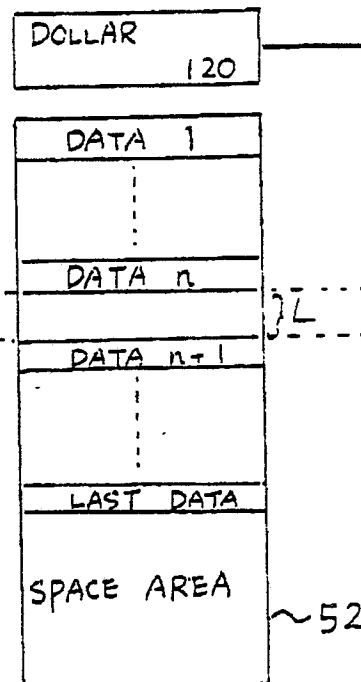 DOLLAR
120
DATA 1
DATA n
L
DATA n+1
LAST DATA
SPACE AREA
52